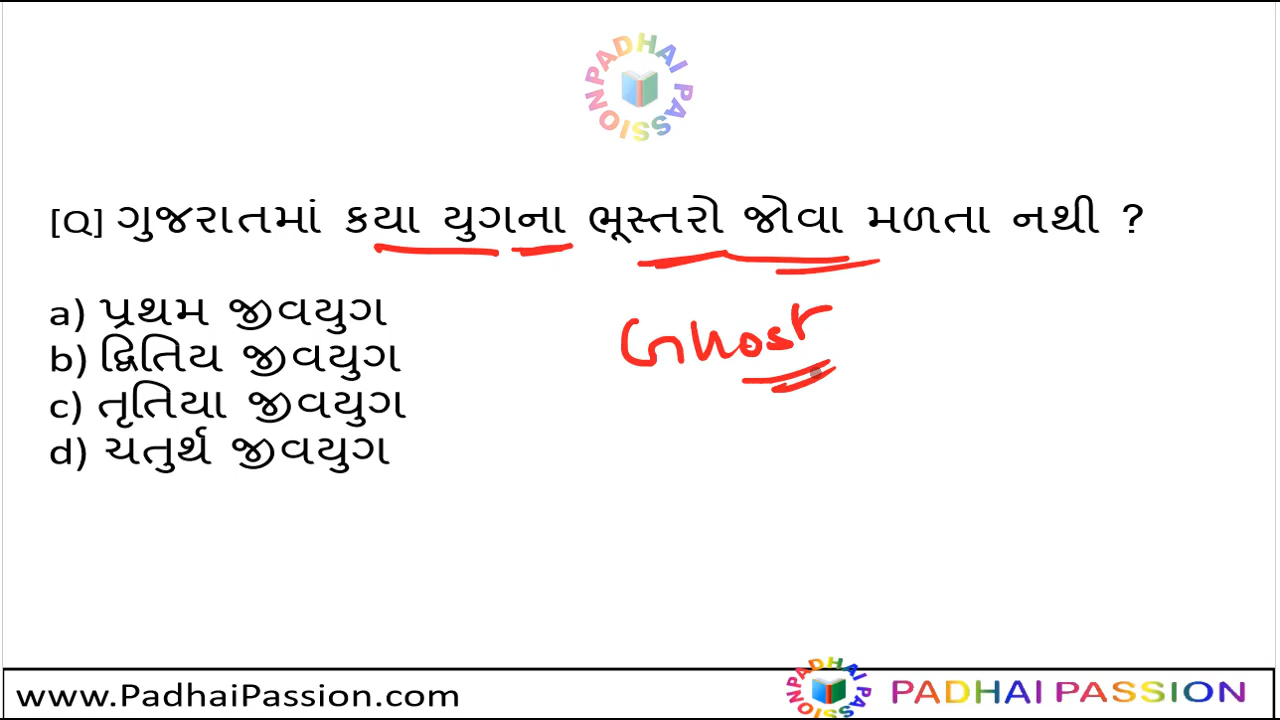 PADHAI PASSION
[Q] ગુજરાતમાં કયા યુગના ભૂસ્તરો જોવા મળતા નથી ?
a) પ્રથમ જીવયુગ
Ghost
b) દ્વિતિય જીવયુગ
c) તૃતિયા જીવયુગ
d) ચતુર્થ જીવયુગ
www.PadhaiPassion.com
PADHAI PASSION
PADHAI PASSION